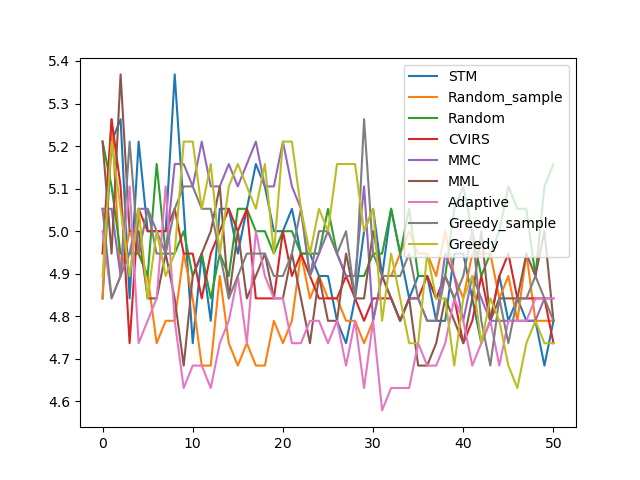 5.4
5.3
5.2
5.1
5.0
4.9
4.8
4.7
4.6
0 10 20 30 40 50
STM
Random_sample
Random
CVIRS
MMC
MML
Adaptive
Greedy_sample
Greedy